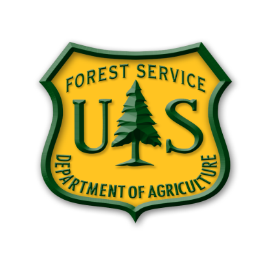 FOREST SERVICE
U S
DEPARTMENT OF AGRICULTURE